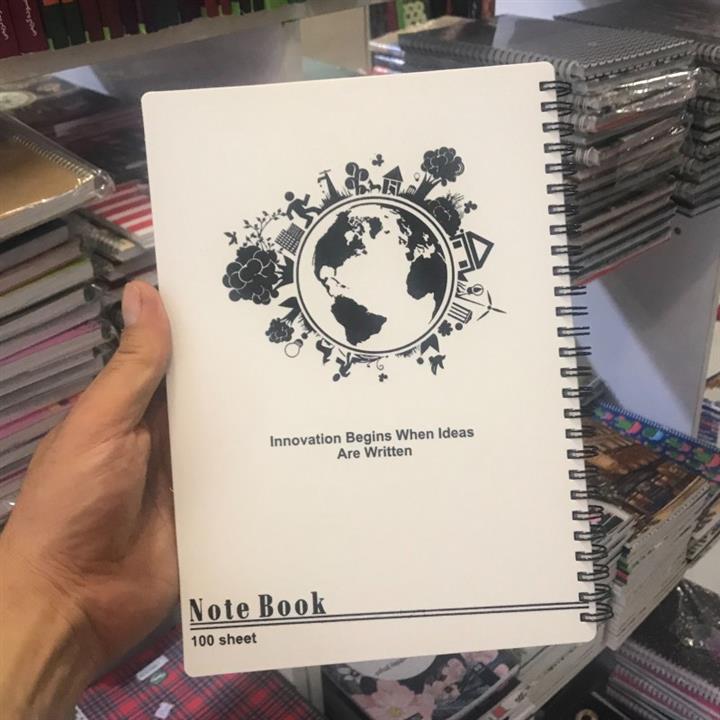 Innovation Begins When Ideas
Are Written
Note Book
100 sheet